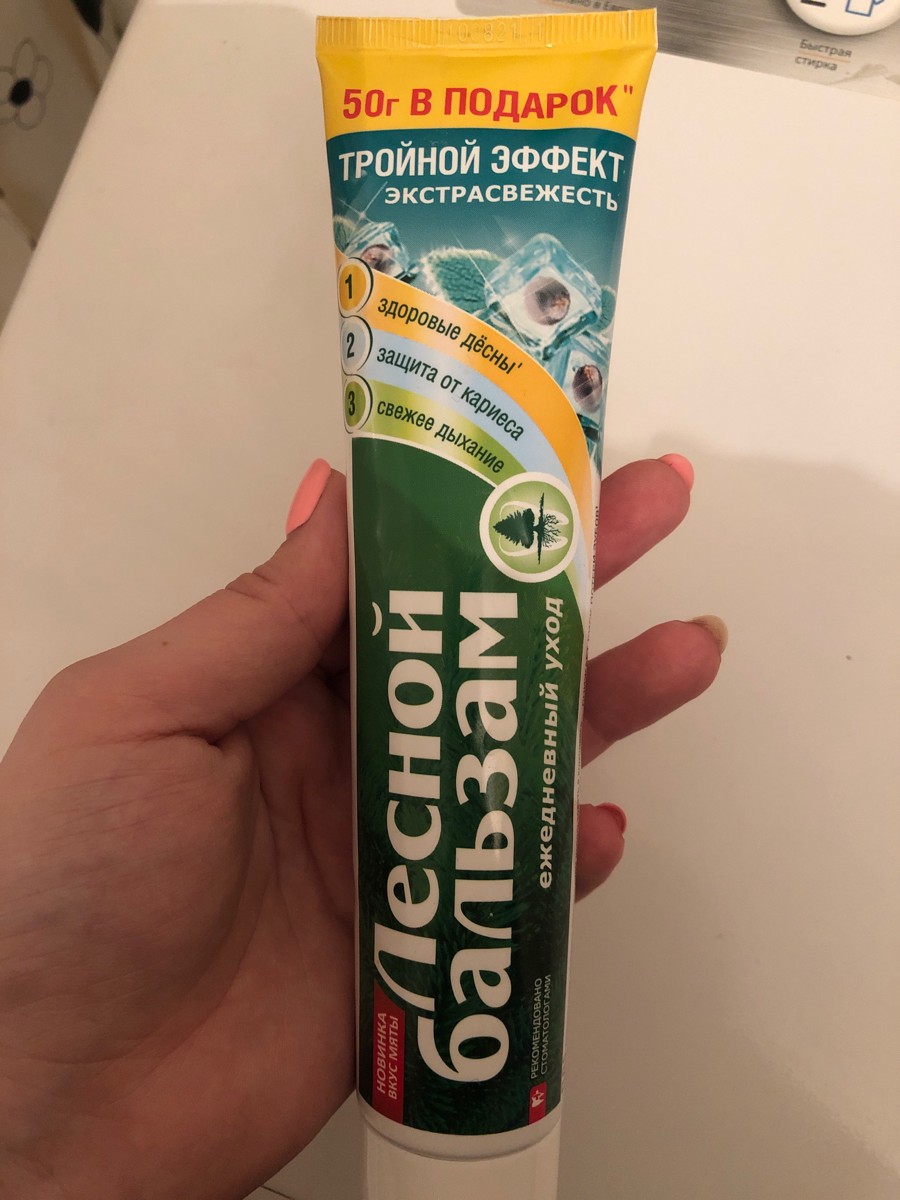 50г В ПОДАРОК"
ТРОЙНОЙ ЭФФЕКТ
ЭКСТРАСВЕЖЕСТЬ
1 здоровые дёсны'
2 защита от кариеса
3 свежее дыхание
Лесной
бальзам
ежедневный уход
НОВИНКА
ВКУС МЯТЫ
РЕКОМЕНДОВАНО
СТОМАТОЛОГАМИ
Быстрая
стирка